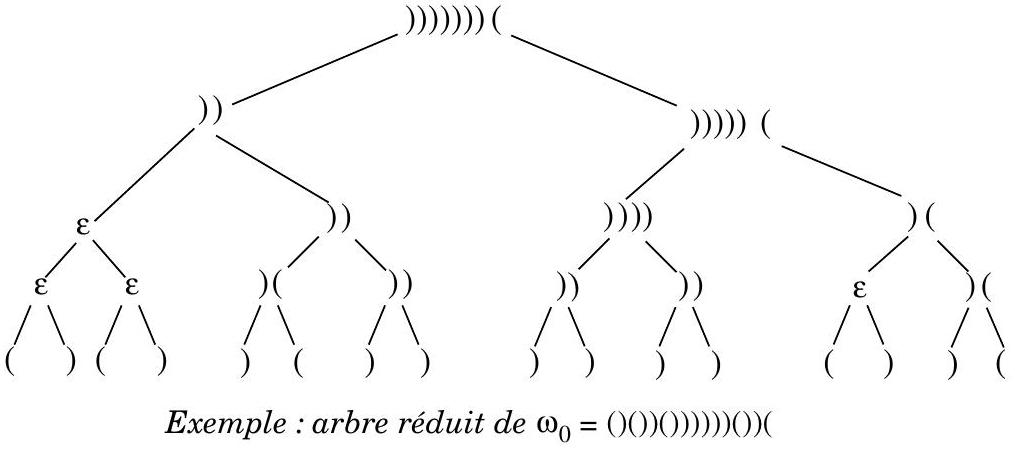 )))))))(
))
))))) (
ε )) )))) )(
ε ε )( )) )) )) ε )(
( ) ( ) ) ( ) ) ) ) ) ) ( ) ) (
Exemple : arbre réduit de ω₀ = ()())())))))())(